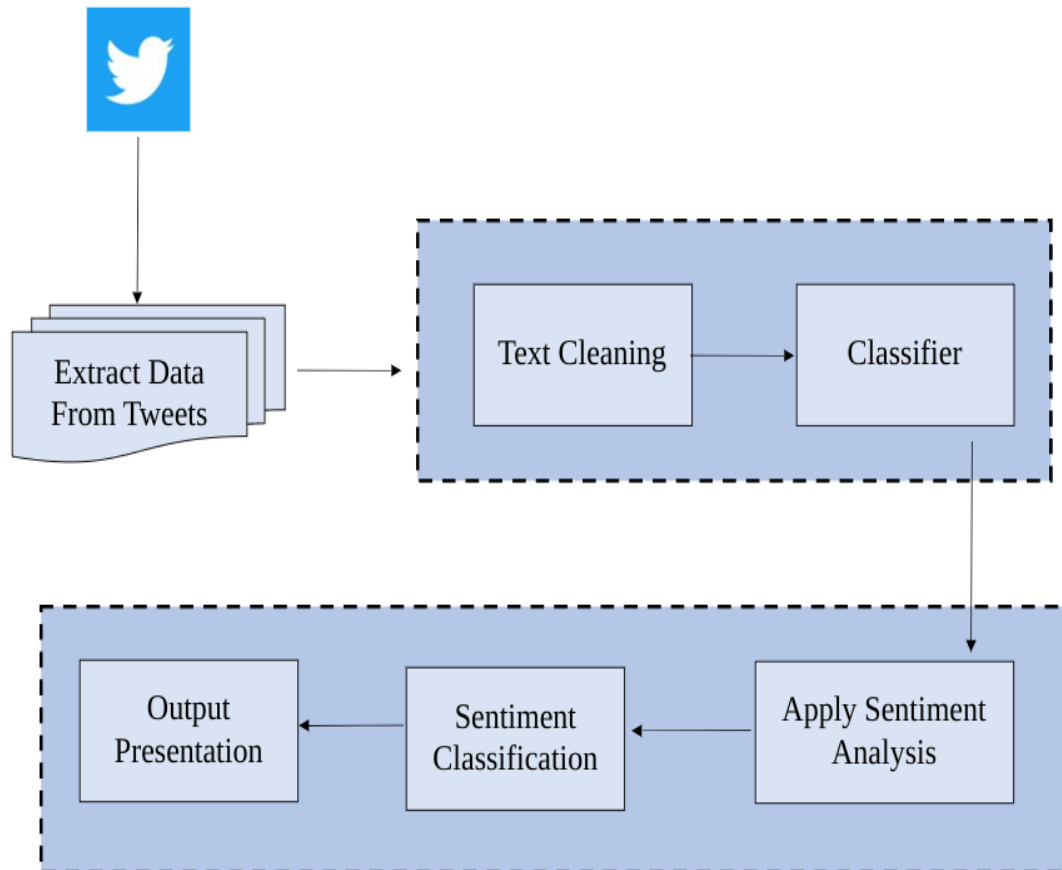 Extract Data
From Tweets
Text Cleaning
Classifier
Apply Sentiment
Analysis
Sentiment
Classification
Output
Presentation